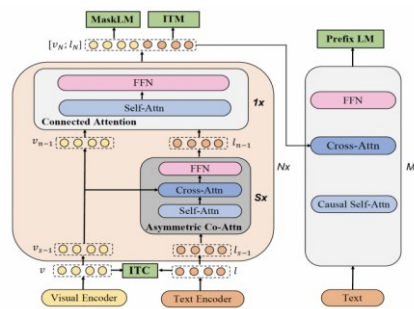 MaskLM
ITM
[v_N; l_N]
Prefix LM
FFN
Self-Attn
1x
Connected Attention
v_{n-1}
l_{n-1}
FFN
Cross-Attn
Self-Attn
Sx
Asymmetric Co-Attn
Nx
v_{s-1}
l_{s-1}
v
ITC
l
Visual Encoder
Text Encoder
FFN
Cross-Attn
Causal Self-Attn
M
Text